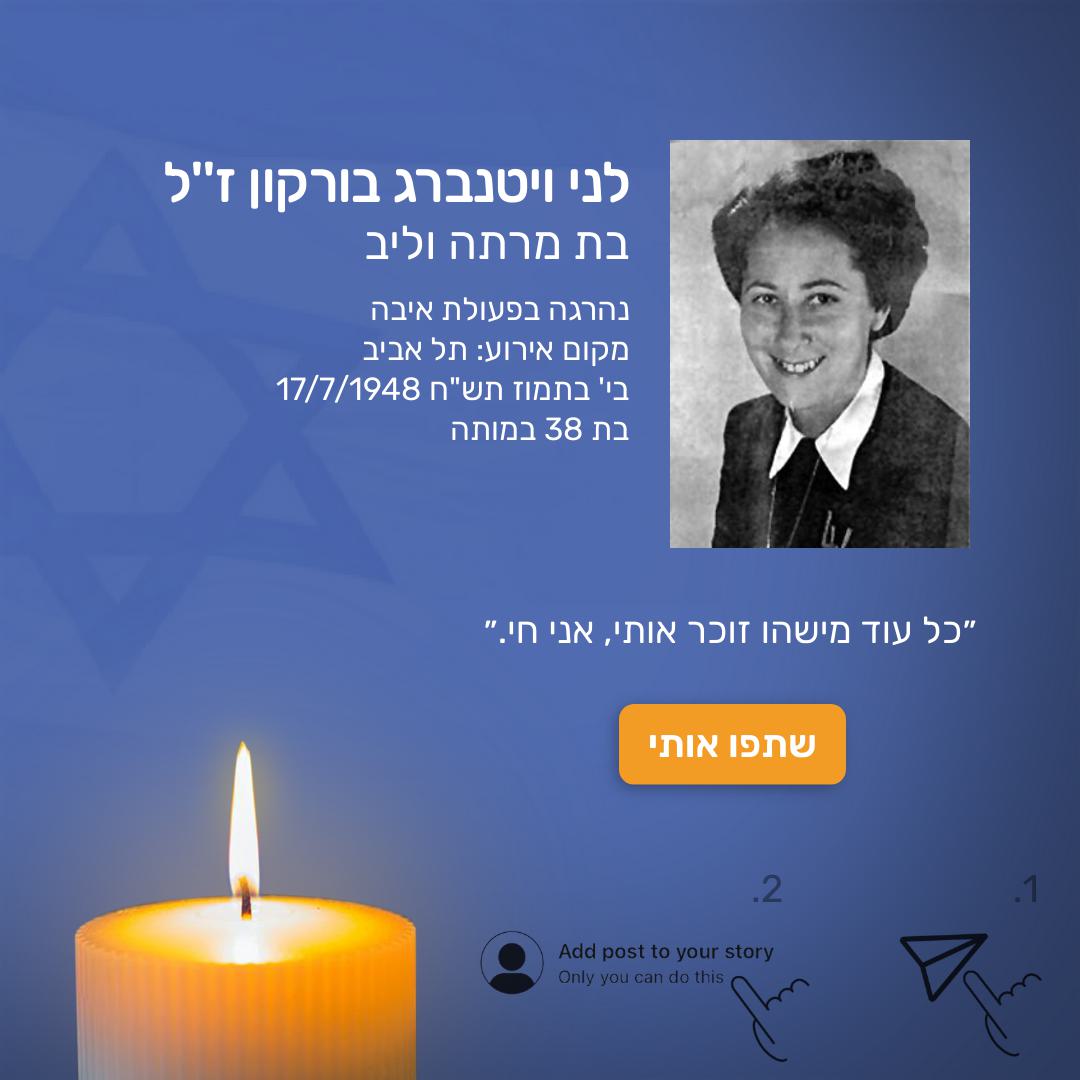 לני ויטנברג בורקון ז"ל
בת מרתה וליב
נהרגה בפעולת איבה
מקום אירוע: תל אביב
בי' בתמוז תש"ח 17/7/1948
בת 38 במותה
״כל עוד מישהו זוכר אותי, אני חי.״
שתפו אותי
.1
.2
Add post to your story
Only you can do this